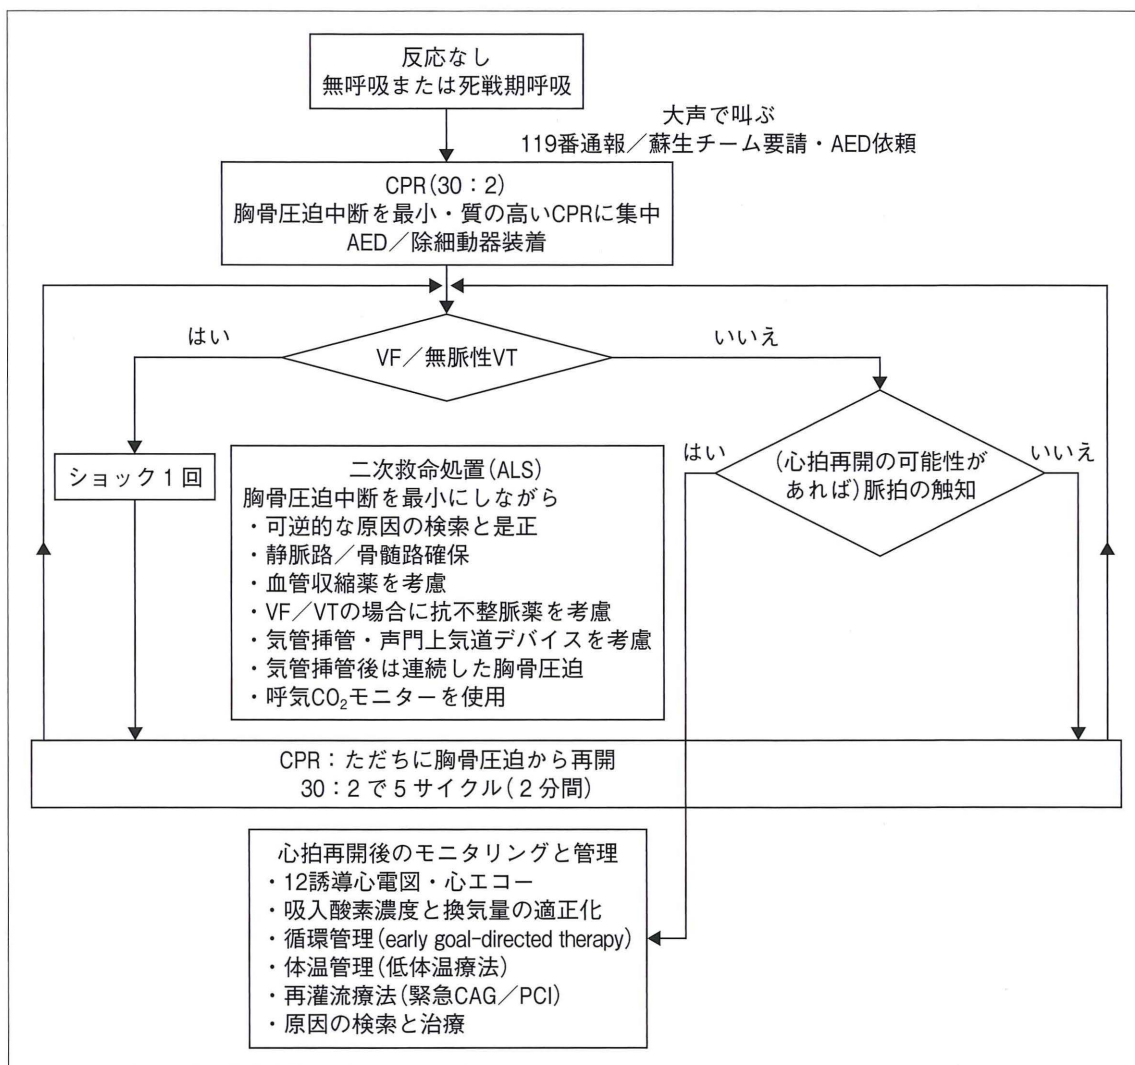 反応なし
無呼吸または死戦期呼吸
大声で叫ぶ
119番通報／蘇生チーム要請・AED依頼
CPR(30：2)
胸骨圧迫中断を最小・質の高いCPRに集中
AED／除細動器装着
はい
VF／無脈性VT
いいえ
ショック1回
はい
(心拍再開の可能性が
あれば)脈拍の触知
いいえ
二次救命処置(ALS)
胸骨圧迫中断を最小にしながら
・可逆的な原因の検索と是正
・静脈路／骨髄路確保
・血管収縮薬を考慮
・VF／VTの場合に抗不整脈薬を考慮
・気管挿管・声門上気道デバイスを考慮
・気管挿管後は連続した胸骨圧迫
・呼気CO₂モニターを使用
CPR：ただちに胸骨圧迫から再開
30：2で5サイクル(2分間)
心拍再開後のモニタリングと管理
・12誘導心電図・心エコー
・吸入酸素濃度と換気量の適正化
・循環管理(early goal-directed therapy)
・体温管理(低体温療法)
・再灌流療法(緊急CAG／PCI)
・原因の検索と治療